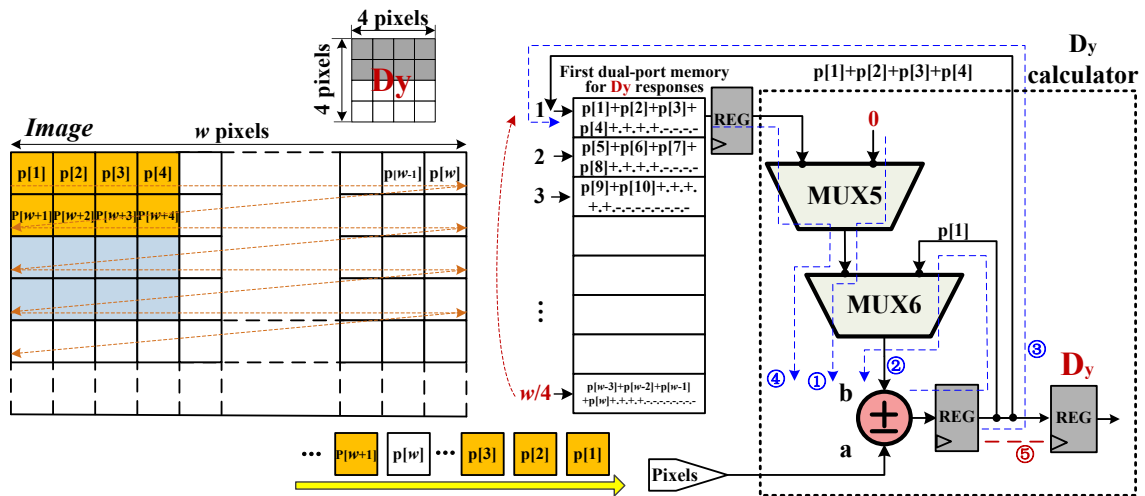 4 pixels
4 pixels
Dy
Image
w pixels
p[1] p[2] p[3] p[4] p[w-1] p[w]
P[w+1] P[w+2] P[w+3] P[w+4]
••• P[w+1] p[w] ••• p[3] p[2] p[1]
First dual-port memory
for Dy responses
1
p[1]+p[2]+p[3]+
p[4]+.+.+.+.-.-.-.-
2
p[5]+p[6]+p[7]+
p[8]+.+.+.+.-.-.-.-
3
p[9]+p[10]+.+.+.
+.+.-.-.-.-.-.-.-.-
w/4
p[w-3]+p[w-2]+p[w-1]
+p[w]+.+.+.+.-.-.-.-.-.-.-.-
REG
p[1]+p[2]+p[3]+p[4]
Dy
calculator
0
MUX5
p[1]
MUX6
④
①
②
③
b
Dy
±
REG
REG
a
⑤
Pixels